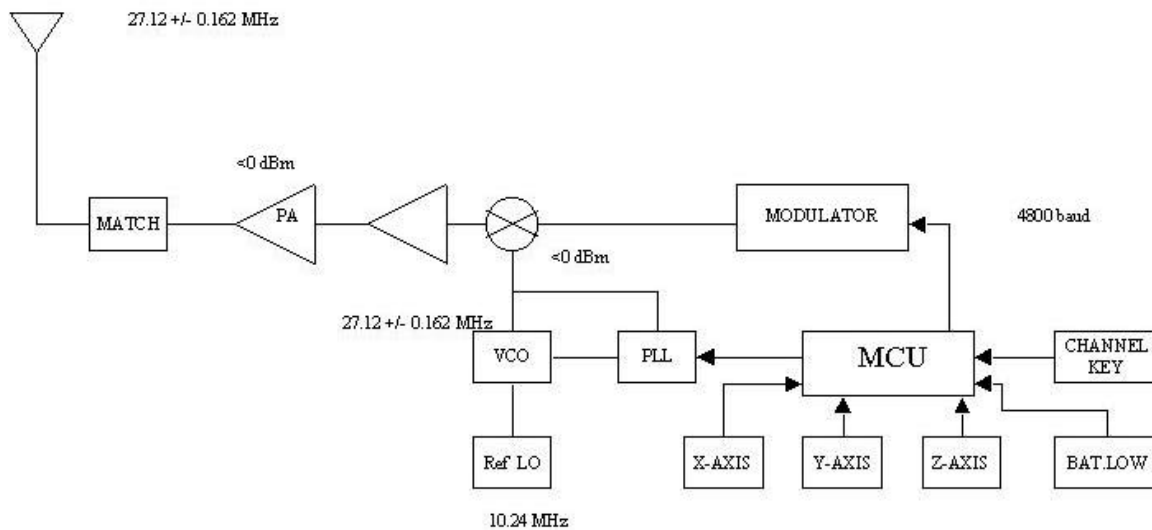 27.12 +/- 0.162 MHz
<0 dBm
MATCH
PA
MODULATOR
4800 baud
<0 dBm
27.12 +/- 0.162 MHz
VCO
PLL
MCU
CHANNEL
KEY
Ref LO
X-AXIS
Y-AXIS
Z-AXIS
BAT.LOW
10.24 MHz